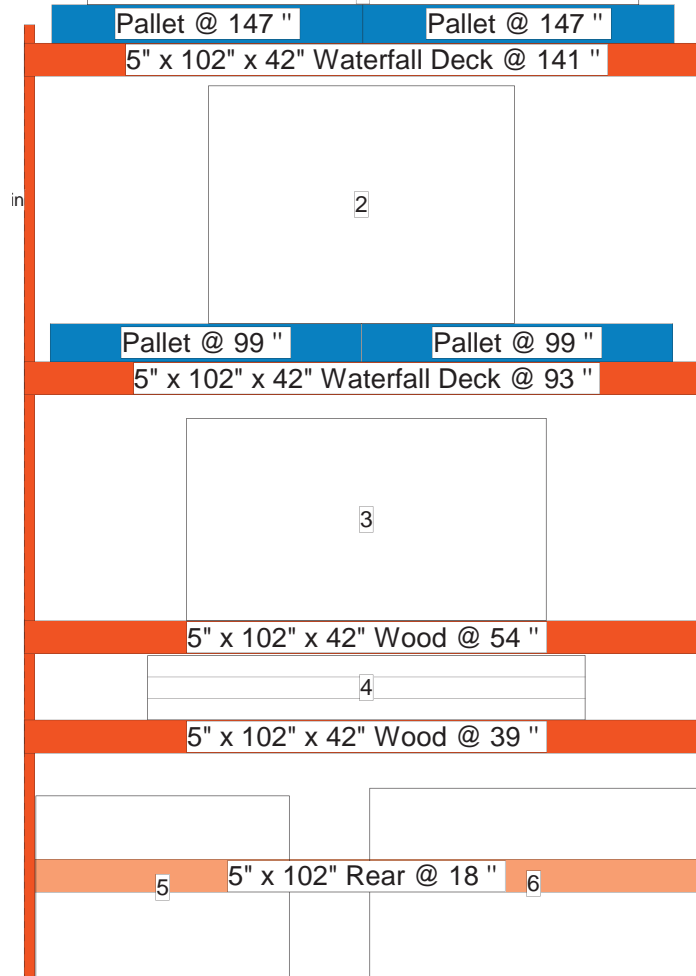 Pallet @ 147 " Pallet @ 147 "
5" x 102" x 42" Waterfall Deck @ 141 "
in
2
Pallet @ 99 " Pallet @ 99 "
5" x 102" x 42" Waterfall Deck @ 93 "
3
5" x 102" x 42" Wood @ 54 "
4
5" x 102" x 42" Wood @ 39 "
5" x 102" Rear @ 18 "
5
6